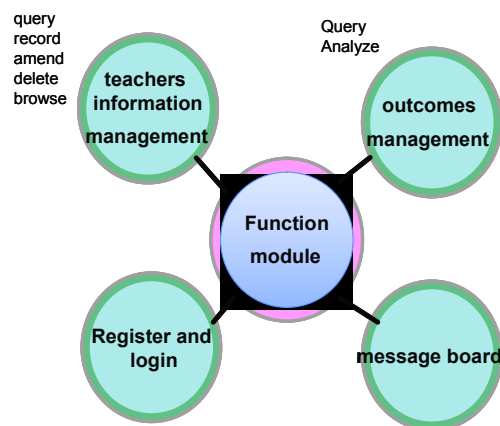 query
record
amend
delete
browse
Query
Analyze
teachers
information
management
outcomes
management
Function
module
Register and
login
message board